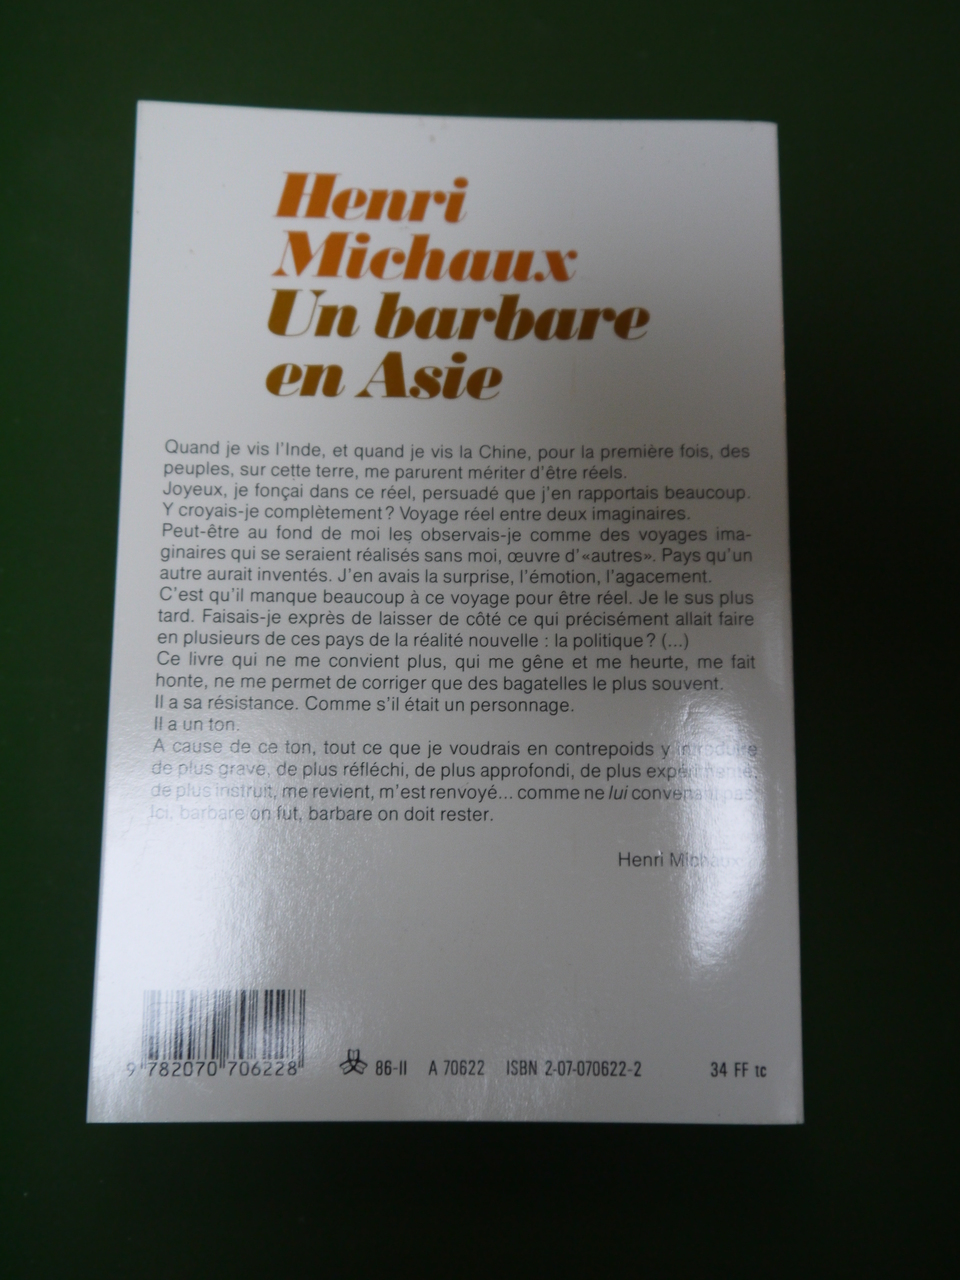 Henri
Michaux
Un barbare
en Asie
Quand je vis l'Inde, et quand je vis la Chine, pour la première fois, des
peuples, sur cette terre, me parurent mériter d'être réels.
Joyeux, je fonçai dans ce réel, persuadé que j'en rapportais beaucoup.
Y croyais-je complètement? Voyage réel entre deux imaginaires.
Peut-être au fond de moi les observais-je comme des voyages ima-
ginaires qui se seraient réalisés sans moi, œuvre d'«autres». Pays qu'un
autre aurait inventés. J'en avais la surprise, l'émotion, l'agacement.
C'est qu'il manque beaucoup à ce voyage pour être réel. Je le sus plus
tard. Faisais-je exprès de laisser de côté ce qui précisément allait faire
en plusieurs de ces pays de la réalité nouvelle : la politique? (...)
Ce livre qui ne me convient plus, qui me gêne et me heurte, me fait
honte, ne me permet de corriger que des bagatelles le plus souvent.
Il a sa résistance. Comme s'il était un personnage.
Il a un ton.
A cause de ce ton, tout ce que je voudrais en contrepoids y introduire
de plus grave, de plus réfléchi, de plus approfondi, de plus expérimenté,
de plus instruit, me revient, m'est renvoyé... comme ne lui convenant pas.
Ici, barbare on fut, barbare on doit rester.
Henri Michaux
9 782070 706228
86-II A 70622 ISBN 2-07-070622-2 34 FF tc